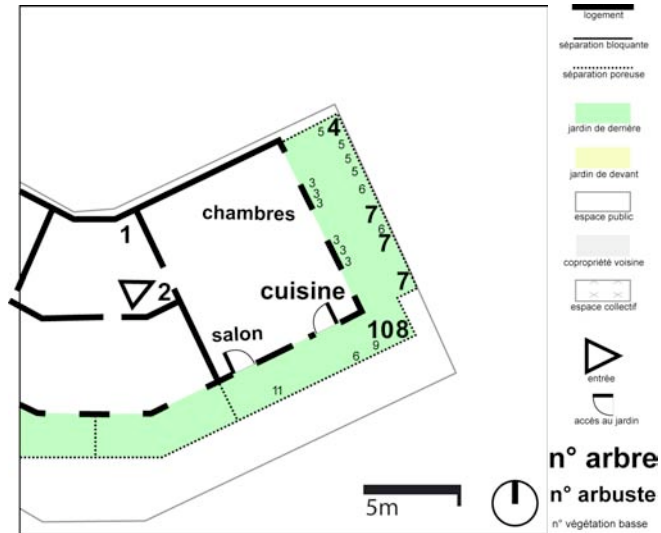 4
5
5
5
5
6
7
6
7
7
3
3
3
3
3
3
chambres
1
2
cuisine
salon
108
9
6
11
5m
logement
séparation bloquante
séparation poreuse
jardin de derrière
jardin de devant
espace public
copropriété voisine
espace collectif
entrée
accès au jardin
n° arbre
n° arbuste
n° végétation basse